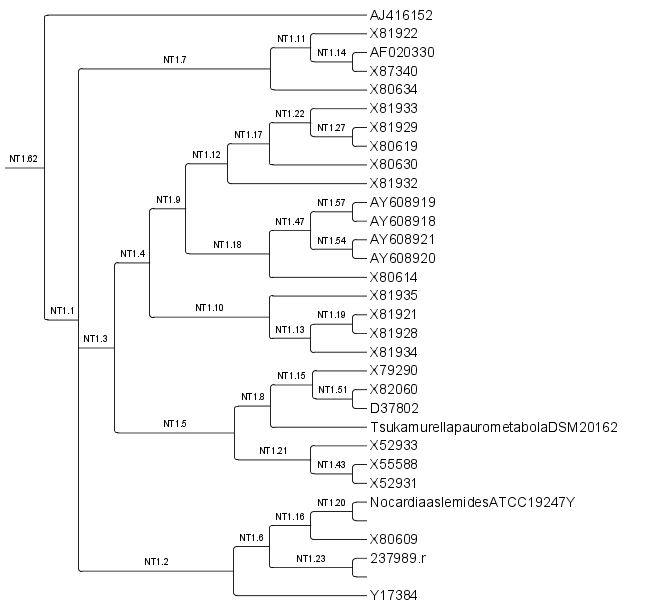 AJ416152
X81922
NT1.11
AF020330
NT1.14
NT1.7
X87340
X80634
X81933
NT1.22
X81929
NT1.27
NT1.17
X80619
NT1.12
X80630
NT1.62
X81932
NT1.9
AY608919
NT1.57
AY608918
NT1.47
AY608921
NT1.54
NT1.18
NT1.4
AY608920
X80614
X81935
NT1.10
NT1.19
X81921
NT1.1
NT1.13
X81928
NT1.3
X81934
X79290
NT1.15
X82060
NT1.51
NT1.8
D37802
NT1.5
TsukamurellapaurometabolaDSM20162
X52933
NT1.21
X55588
NT1.43
X52931
NT1.20
NocardiaaslemidesATCC19247Y
NT1.16
NT1.6
X80609
NT1.2
NT1.23
237989.r
Y17384